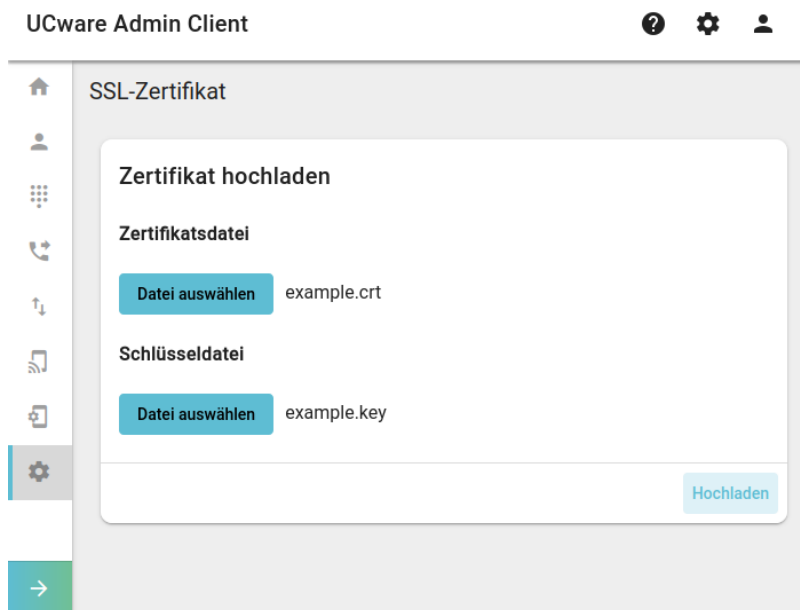 UCware Admin Client
SSL-Zertifikat
Zertifikat hochladen
Zertifikatsdatei
Datei auswählen example.crt
Schlüsseldatei
Datei auswählen example.key
Hochladen